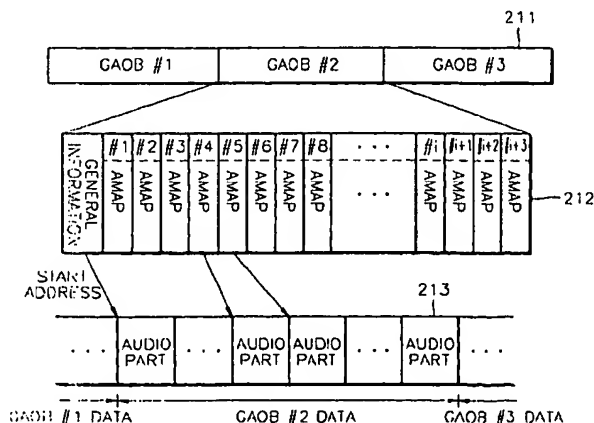 211
GAOB #1 GAOB #2 GAOB #3
GENERAL INFORMATION
#1 #2 #3 #4 #5 #6 #7 #8 · · · #i #i+1 #i+2 #i+3
AMAP AMAP AMAP AMAP AMAP AMAP AMAP AMAP · · · AMAP AMAP AMAP AMAP
212
START
ADDRESS
213
· · · AUDIO PART · · · AUDIO PART AUDIO PART · · · AUDIO PART · · ·
GAOB #1 DATA GAOB #2 DATA GAOB #3 DATA